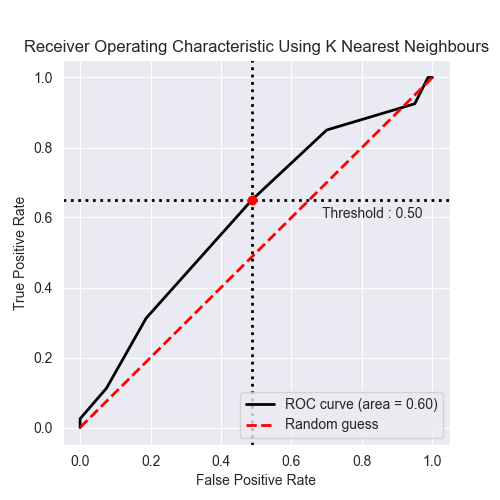 Receiver Operating Characteristic Using K Nearest Neighbours
1.0
0.8
0.6
0.4
0.2
0.0
True Positive Rate
Threshold : 0.50
ROC curve (area = 0.60)
Random guess
0.0 0.2 0.4 0.6 0.8 1.0
False Positive Rate